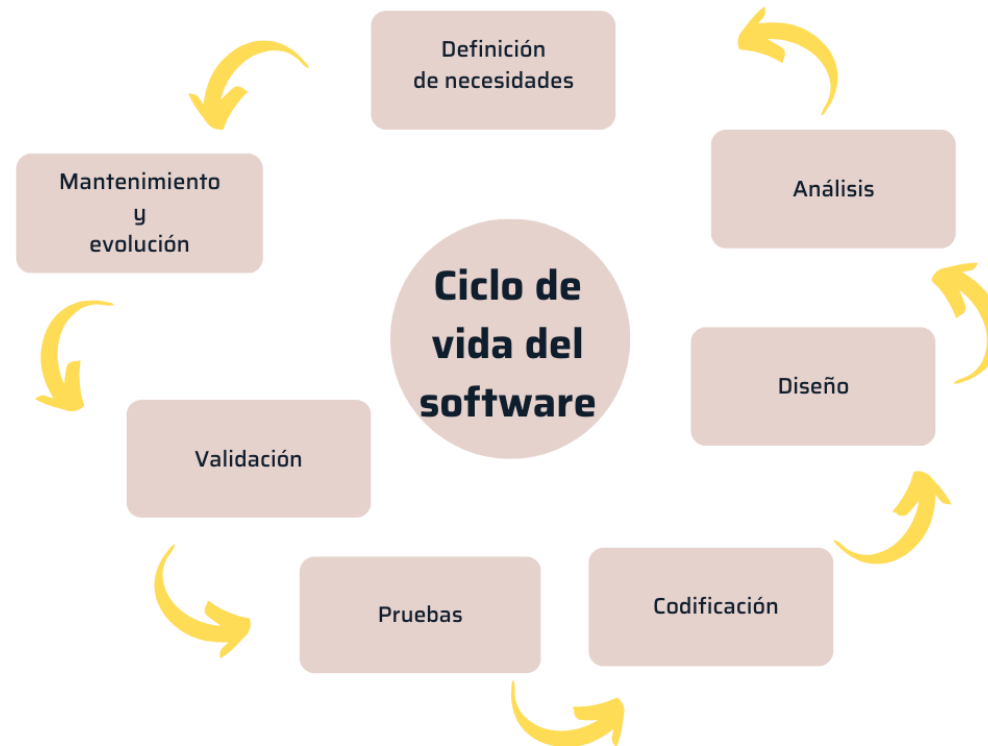 Definición
de necesidades
Mantenimiento
y
evolución
Análisis
Ciclo de
vida del
software
Diseño
Validación
Pruebas
Codificación